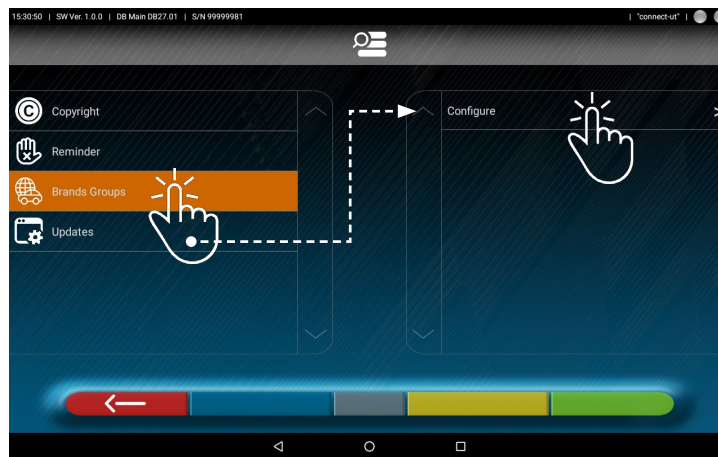 15:30:50 | SW Ver. 1.0.0 | DB Main DB27.01 | S/N 99999981 | "connect-ut" |
Copyright
Reminder
Brands Groups
Updates
Configure